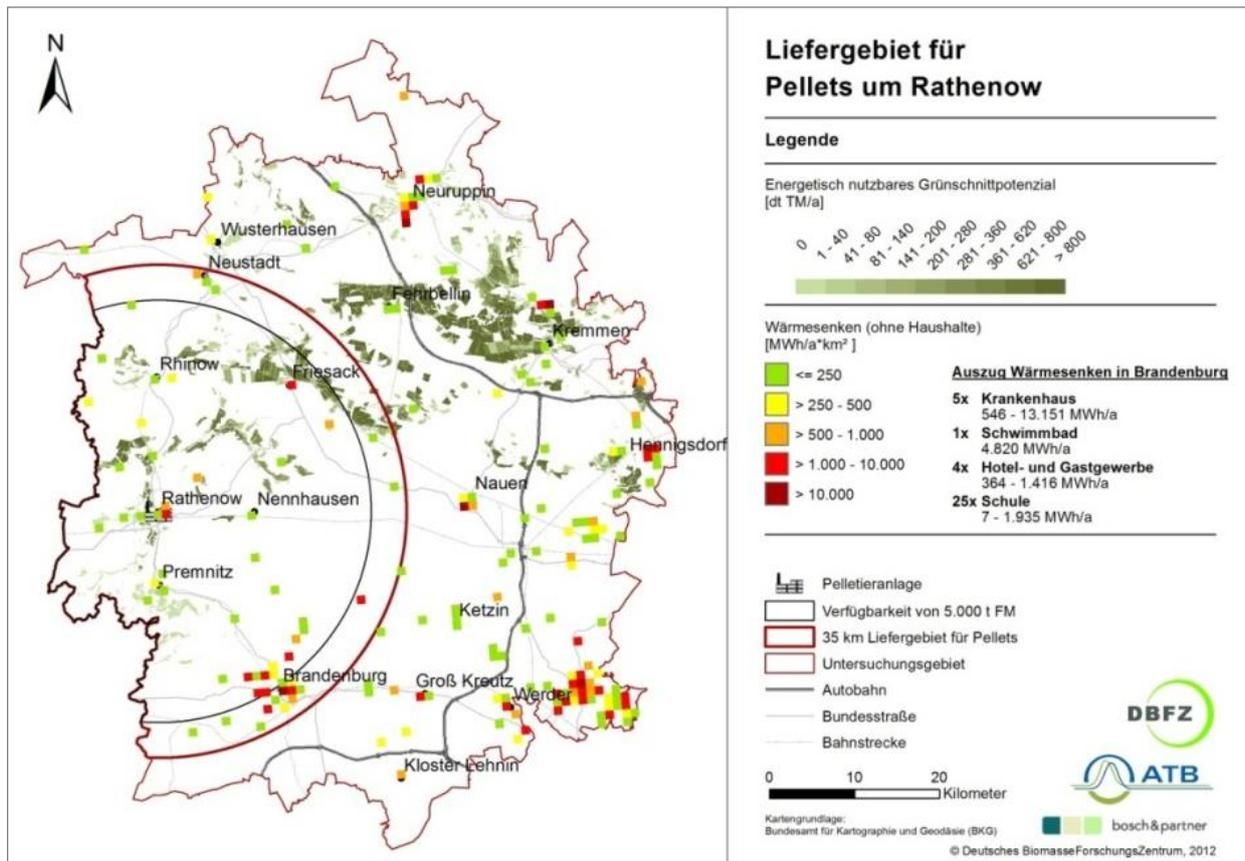 N
Wusterhausen
Neuruppin
Neustadt
Fehrbellin
Kremmen
Rhinow
Friesack
Hennigsdorf
Rathenow
Nennhausen
Nauen
Premnitz
Ketzin
Brandenburg
Groß Kreutz
Werder
Kloster Lehnin
Liefergebiet für
Pellets um Rathenow
Legende
Energetisch nutzbares Grünschnittpotenzial
[dt TM/a]
0
1 - 40
41 - 80
81 - 140
141 - 200
201 - 280
281 - 360
361 - 620
621 - 800
> 800
Wärmesenken (ohne Haushalte)
[MWh/a*km² ]
<= 250
> 250 - 500
> 500 - 1.000
> 1.000 - 10.000
> 10.000
Auszug Wärmesenken in Brandenburg
5x Krankenhaus
546 - 13.151 MWh/a
1x Schwimmbad
4.820 MWh/a
4x Hotel- und Gastgewerbe
364 - 1.416 MWh/a
25x Schule
7 - 1.935 MWh/a
Pelletieranlage
Verfügbarkeit von 5.000 t FM
35 km Liefergebiet für Pellets
Untersuchungsgebiet
Autobahn
Bundesstraße
Bahnstrecke
0 10 20
Kilometer
Kartengrundlage:
Bundesamt für Kartographie und Geodäsie (BKG)
DBFZ
ATB
bosch&partner
© Deutsches BiomasseForschungsZentrum, 2012